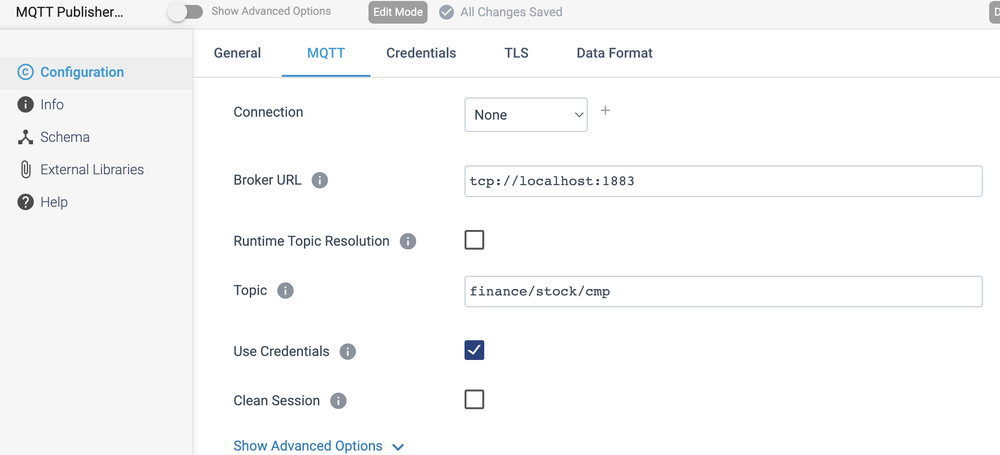 MQTT Publisher...
Show Advanced Options
Edit Mode
All Changes Saved
D
Configuration
Info
Schema
External Libraries
Help
General
MQTT
Credentials
TLS
Data Format
Connection
None
Broker URL
tcp://localhost:1883
Runtime Topic Resolution
Topic
finance/stock/cmp
Use Credentials
Clean Session
Show Advanced Options